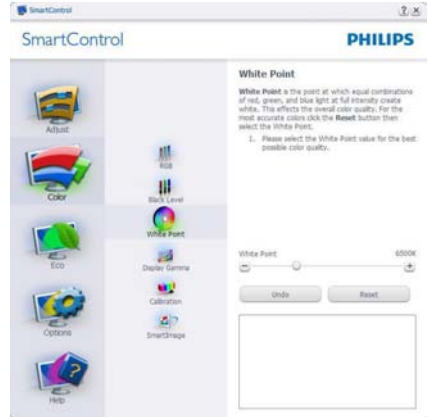 SmartControl
SmartControl
PHILIPS
Adjust
Color
Eco
Options
Help
RGB
Black Level
White Point
Display Gamma
Calibration
SmartImage
White Point
White Point is the point at which equal combinations
of red, green, and blue light at full intensity create
white. This effects the overall color quality. For the
most accurate colors click the Reset button then
select the White Point.
1. Please select the White Point value for the best
possible color quality.
White Point 6500K
Undo Reset